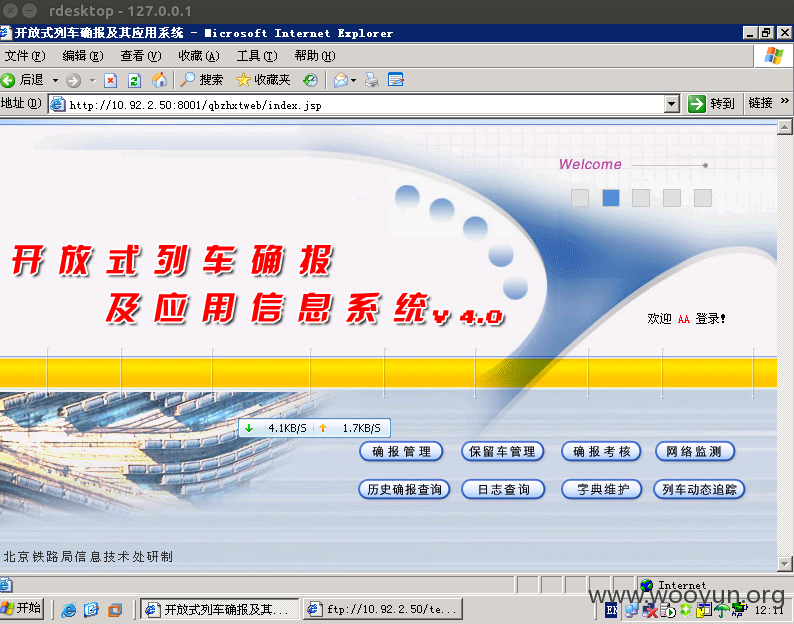 rdesktop - 127.0.0.1
开放式列车确报及其应用系统 - Microsoft Internet Explorer
文件(F) 编辑(E) 查看(V) 收藏(A) 工具(T) 帮助(H)
后退 搜索 收藏夹
地址(D) http://10.92.2.50:8001/qbzhxtweb/index.jsp 转到 链接 »
Welcome
开放式列车确报
及应用信息系统v 4.0
欢迎 AA 登录!
4.1KB/S 1.7KB/S
确报管理 保留车管理 确报考核 网络监测
历史确报查询 日志查询 字典维护 列车动态追踪
北京铁路局信息技术处研制
Internet
www.wooyun.org
开始 开放式列车确报及其... ftp://10.92.2.50/te... EN 12:11